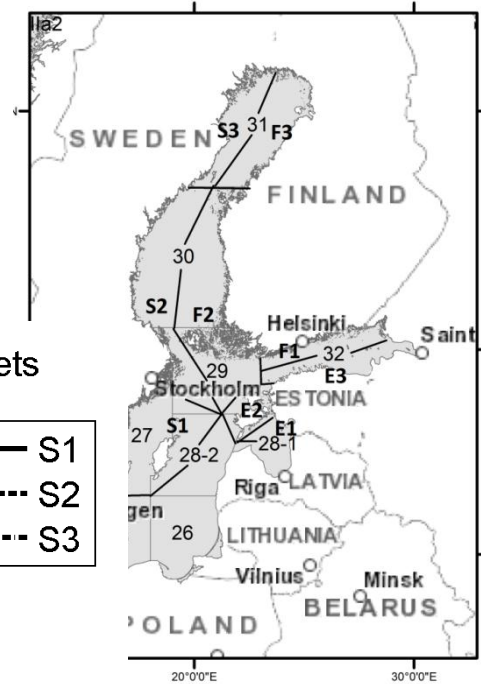 IIa2
SWEDEN
S3
31
F3
FINLAND
30
S2
F2
Helsinki
Saint
F1
32
29
ets
Stockholm
E3
ESTONIA
E2
S1
E1
27
28-1
S1
28-2
Riga
LATVIA
S2
gen
26
LITHUANIA
S3
Vilnius
Minsk
BELARUS
POLAND
20°0'0"E
30°0'0"E